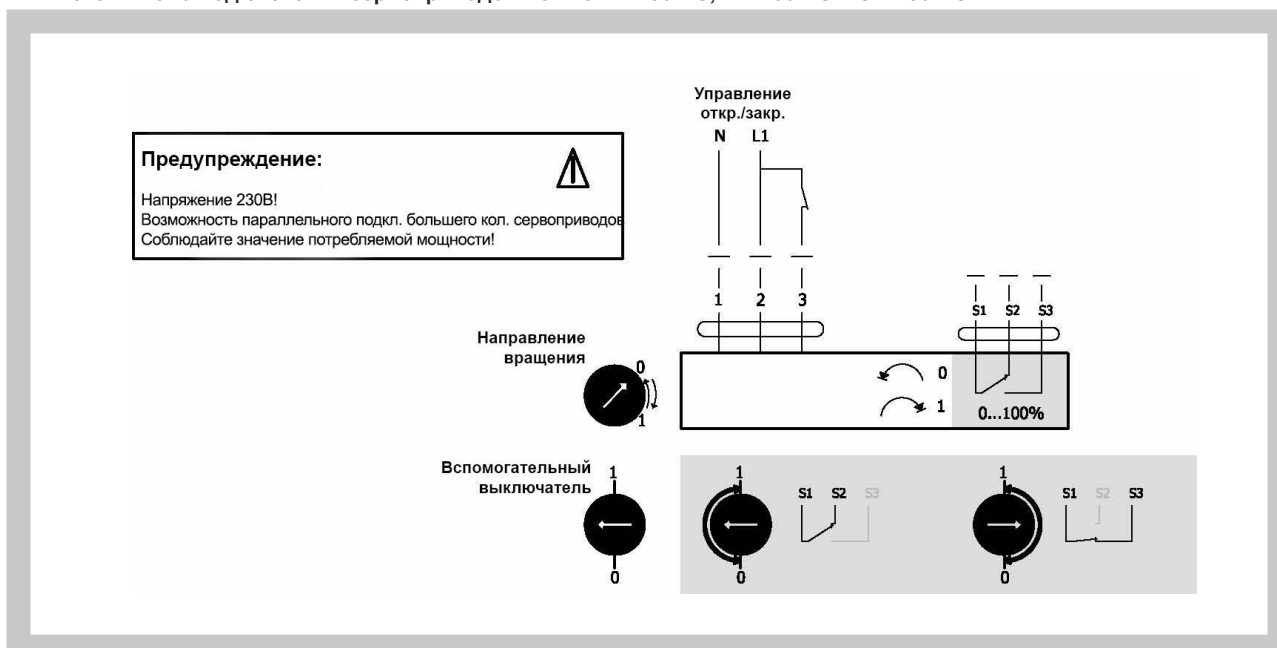 Управление
откр./закр.
N L1
Предупреждение:
Напряжение 230В!
Возможность параллельного подкл. большего кол. сервоприводов
Соблюдайте значение потребляемой мощности!
1 2 3
S1 S2 S3
Направление
вращения
0
1
0
1
0...100%
Вспомогательный
выключатель
1
0
1
0
S1 S2 S3
1
0
S1 S2 S3